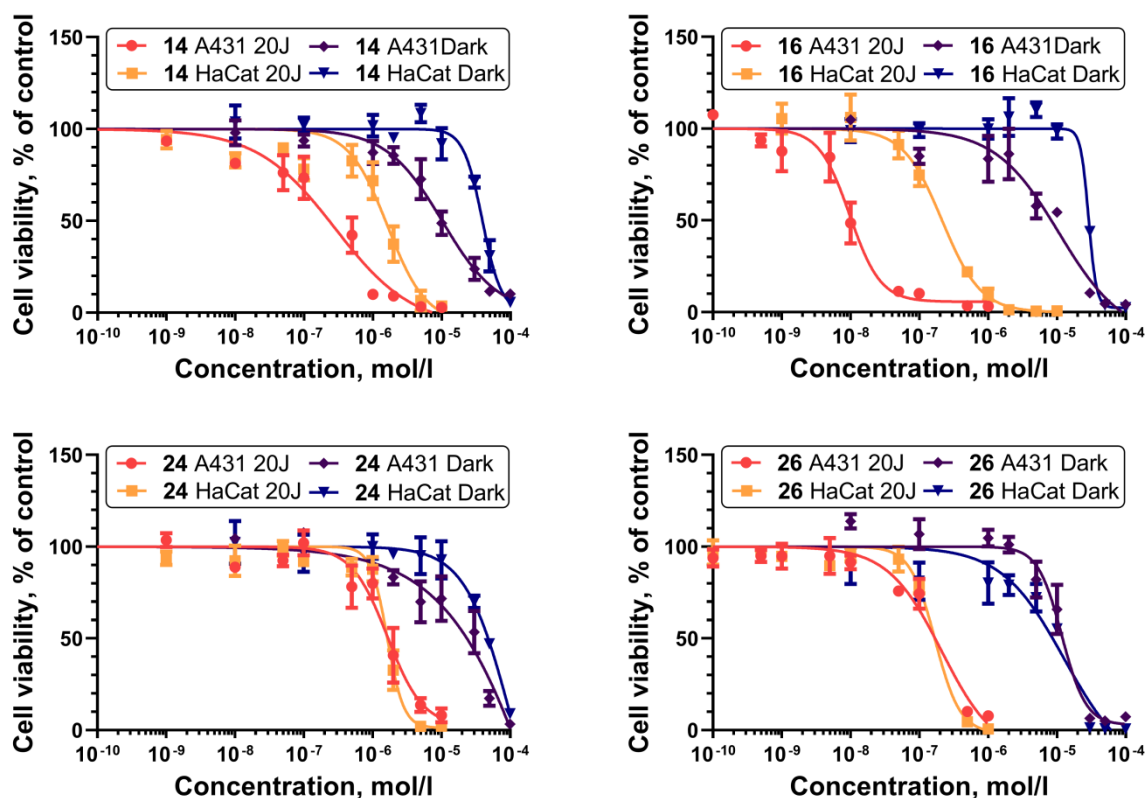 14 A431 20J 14 A431Dark
14 HaCat 20J 14 HaCat Dark
Cell viability, % of control
150
100
50
0
10-10 10-9 10-8 10-7 10-6 10-5 10-4
Concentration, mol/l
16 A431 20J 16 A431Dark
16 HaCat 20J 16 HaCat Dark
Cell viability, % of control
150
100
50
0
10-10 10-9 10-8 10-7 10-6 10-5 10-4
Concentration, mol/l
24 A431 20J 24 A431 Dark
24 HaCat 20J 24 HaCat Dark
Cell viability, % of control
150
100
50
0
10-10 10-9 10-8 10-7 10-6 10-5 10-4
Concentration, mol/l
26 A431 20J 26 A431 Dark
26 HaCat 20J 26 HaCat Dark
Cell viability, % of control
150
100
50
0
10-10 10-9 10-8 10-7 10-6 10-5 10-4
Concentration, mol/l